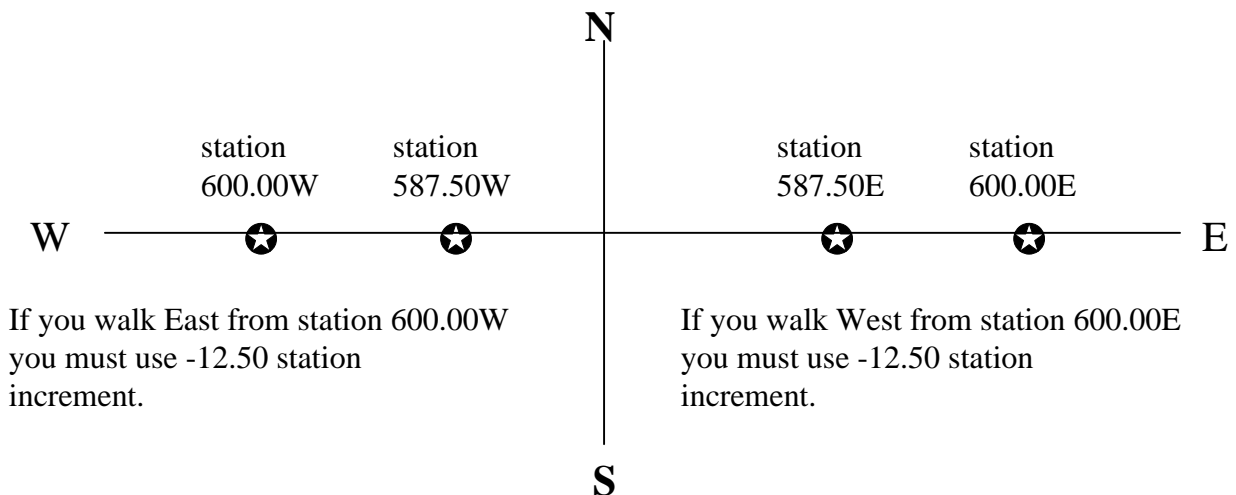 N
station
600.00W
station
587.50W
station
587.50E
station
600.00E
W
E
If you walk East from station 600.00W
you must use -12.50 station
increment.
If you walk West from station 600.00E
you must use -12.50 station
increment.
S